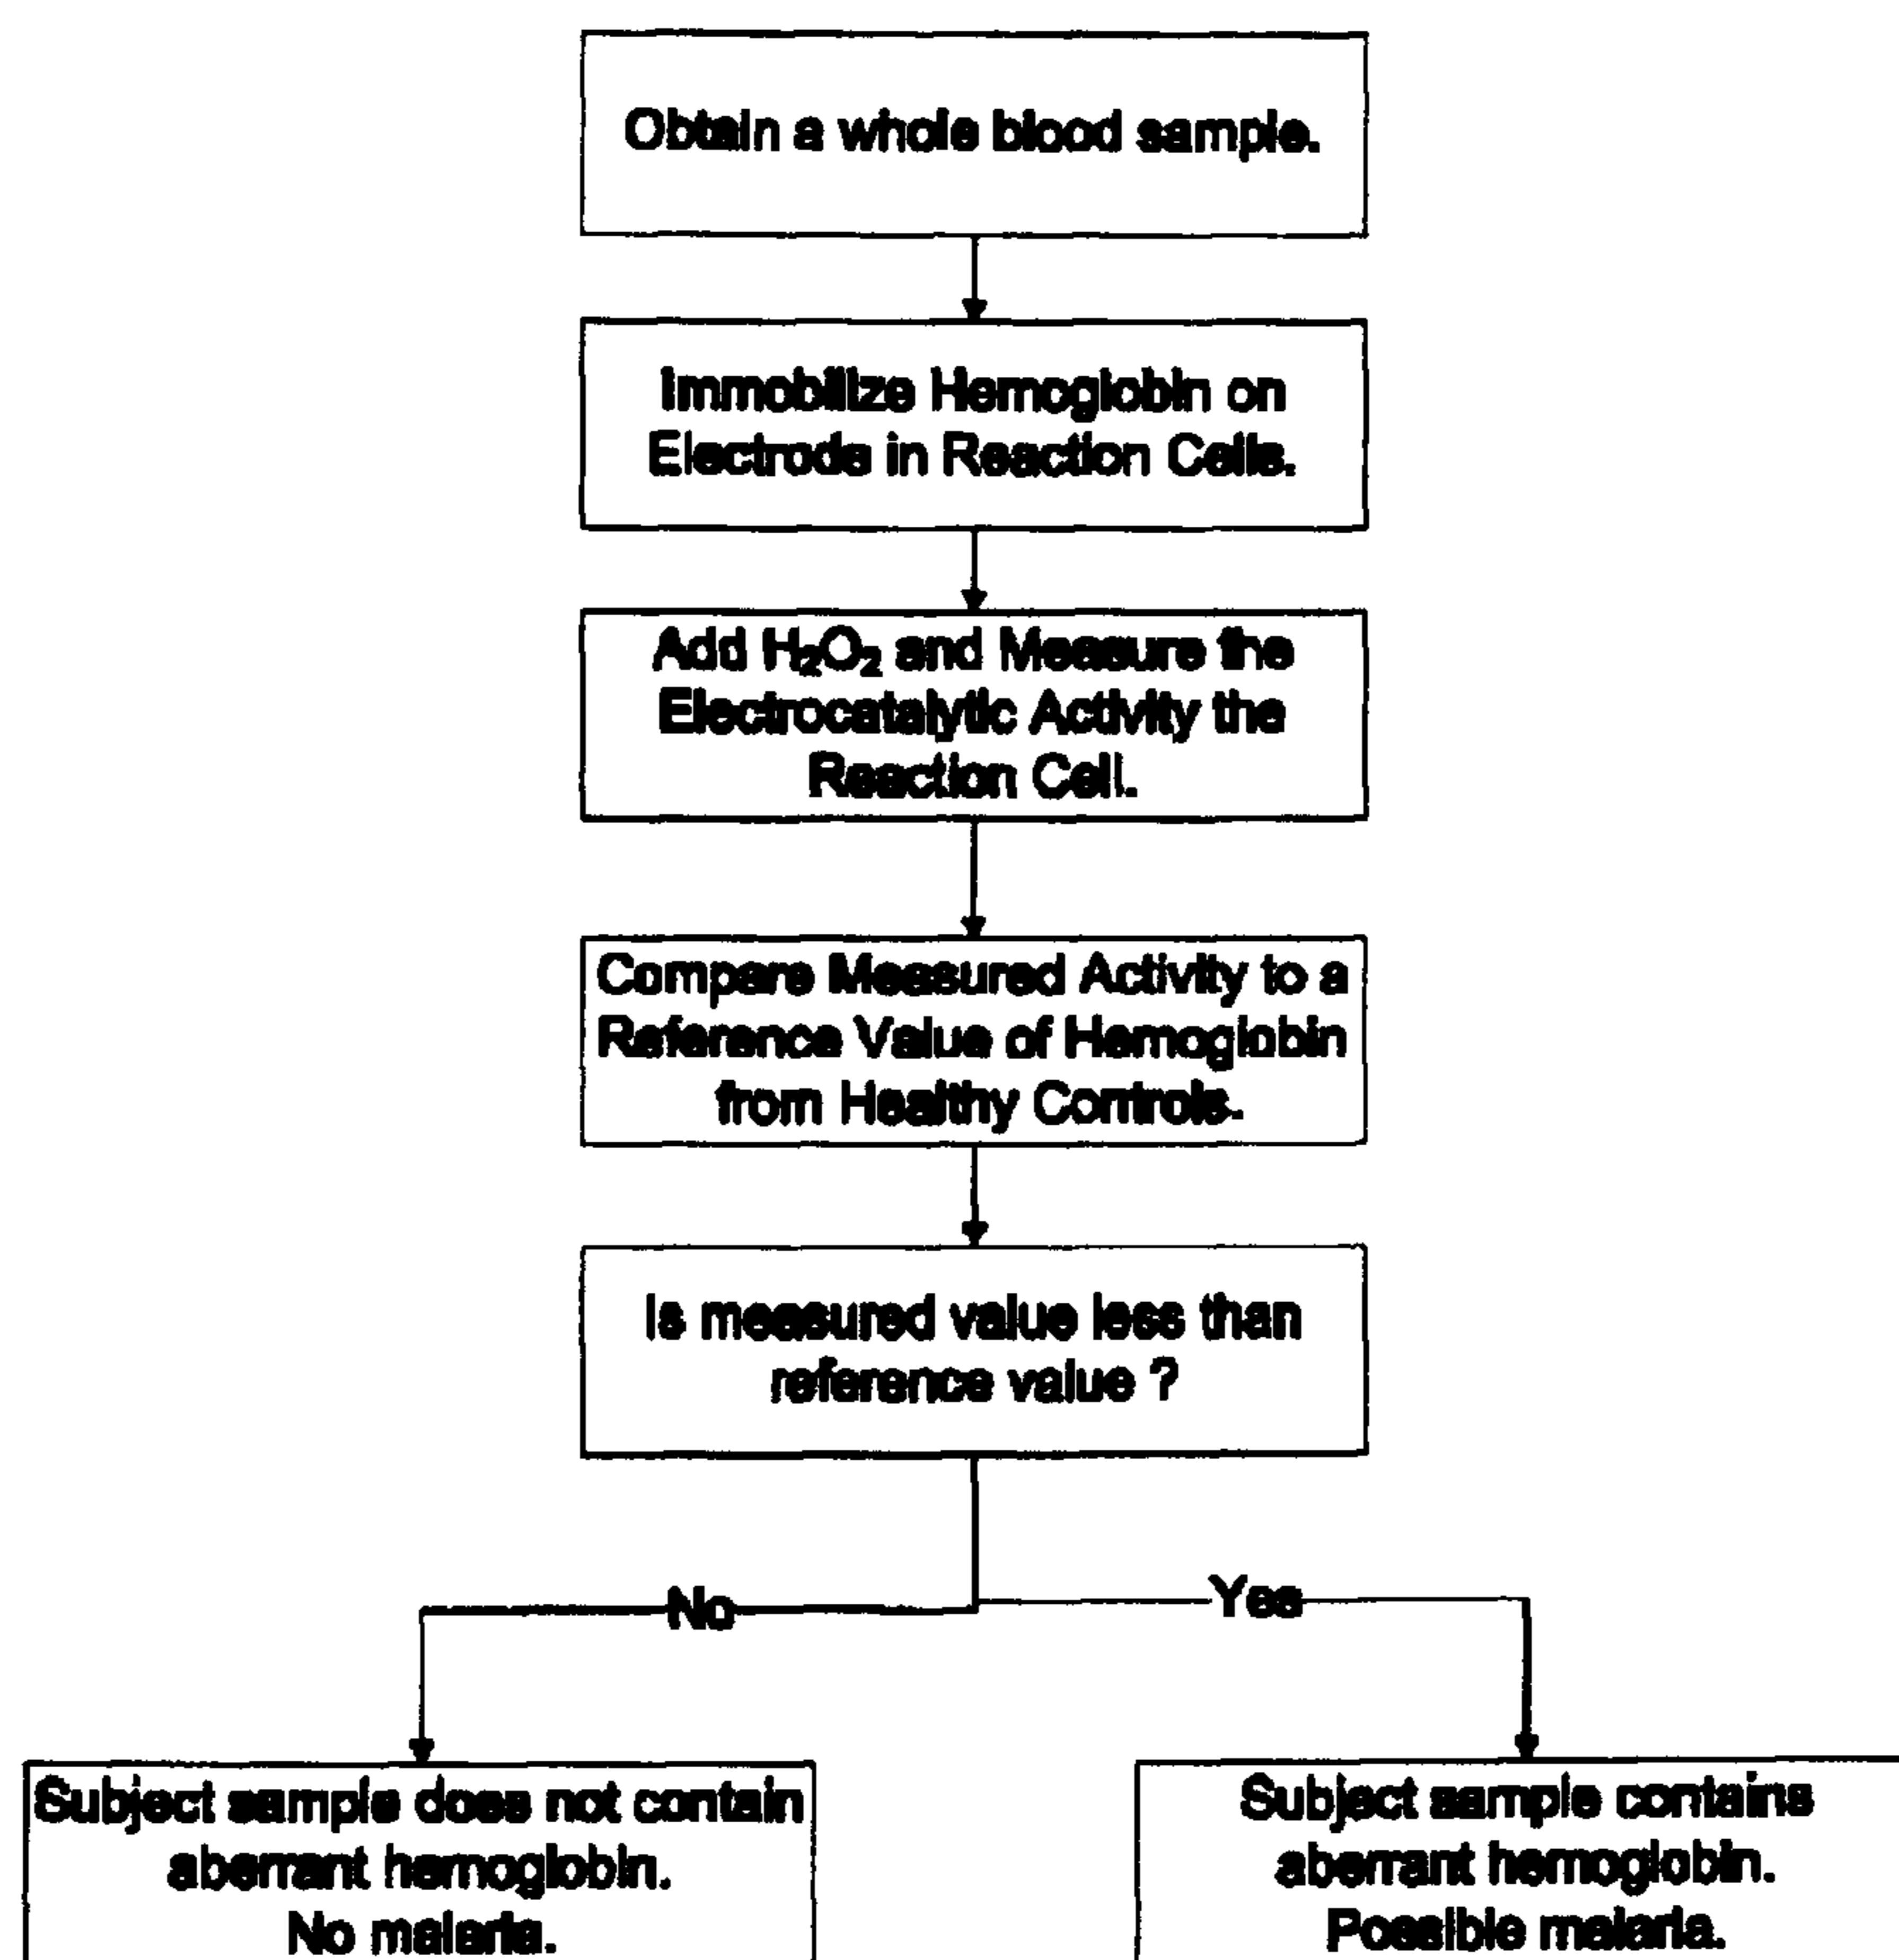 Obtain a whole blood sample.
Immobilize Hemoglobin on
Electrode in Reaction Cells.
Add H₂O₂ and Measure the
Electrocatalytic Activity the
Reaction Cell.
Compare Measured Activity to a
Reference Value of Hemoglobin
from Healthy Controls.
Is measured value less than
reference value ?
No
Yes
Subject sample does not contain
aberrant hemoglobin.
No malaria.
Subject sample contains
aberrant hemoglobin.
Possible malaria.